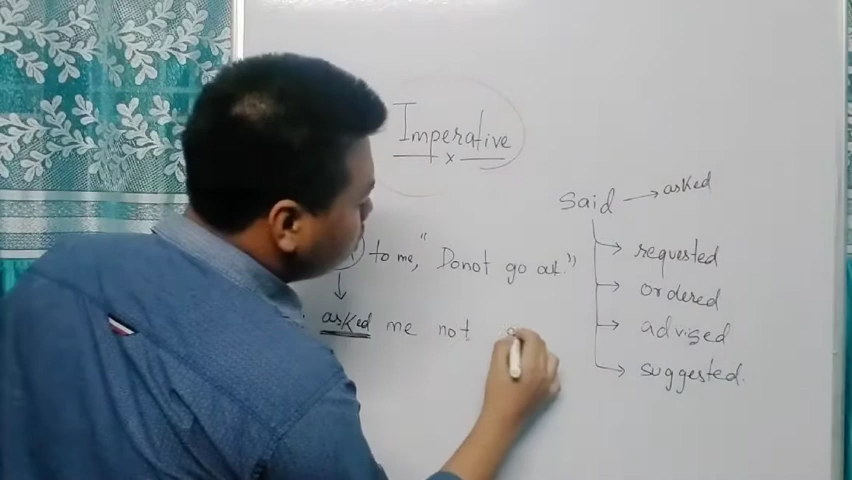 Imperative
x
said → asked
requested
to me, "Donot go out."
ordered
asked me not
advised
suggested.